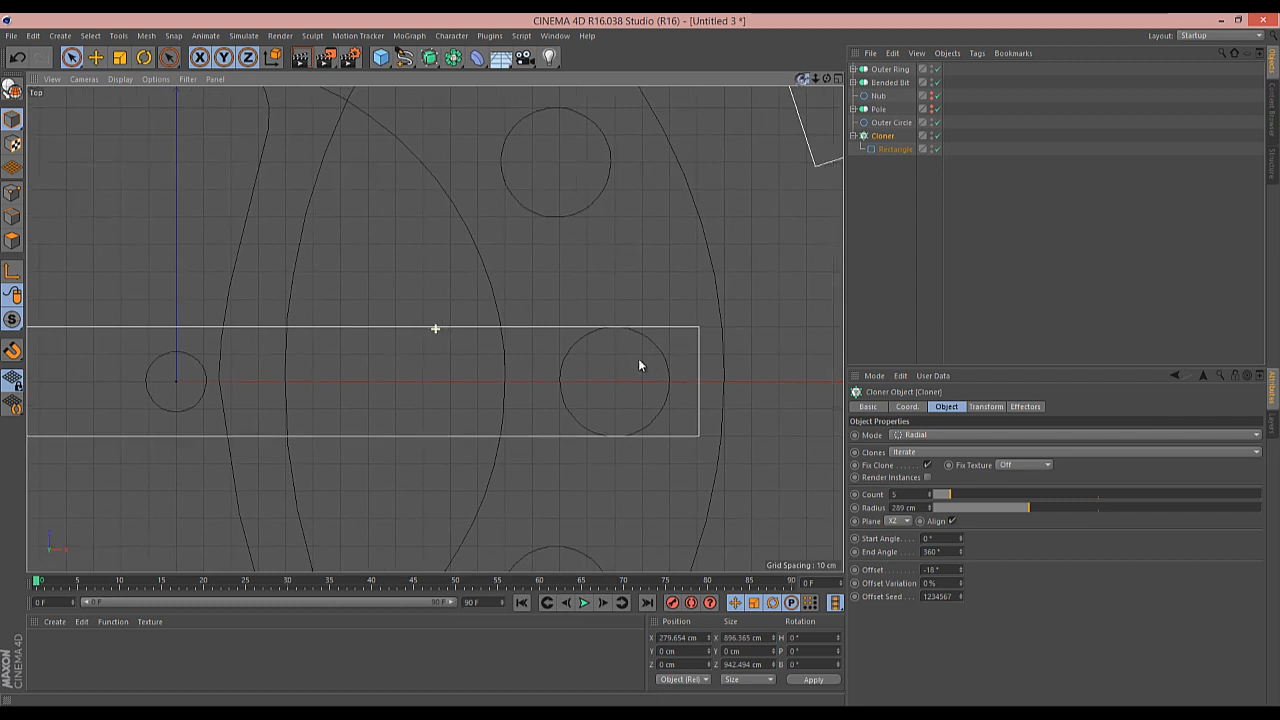 CINEMA 4D R16.038 Studio (R16) - [Untitled 3 *]
File Edit Create Select Tools Mesh Snap Animate Simulate Render Sculpt Motion Tracker MoGraph Character Plugins Script Window Help
Layout: Startup
X Y Z
View Cameras Display Options Filter Panel
File Edit View Objects Tags Bookmarks
Top
Outer Ring
Bended Bit
Nub
Pole
Outer Circle
Cloner
Rectangle
Objects
Content Browser
Structure
Mode Edit User Data
Cloner Object [Cloner]
Basic Coord. Object Transform Effectors
Object Properties
Mode Radial
Clones Iterate
Fix Clone Fix Texture Off
Render Instances
Count 5
Radius 289 cm
Plane XZ Align
Start Angle 0 °
End Angle 360 °
Offset -18 °
Offset Variation 0 %
Offset Seed 1234567
Attributes
Layers
Grid Spacing : 10 cm
0 5 10 15 20 25 30 35 40 45 50 55 60 65 70 75 80 85 90 0 F
0 F 0 F 90 F 90 F
Create Edit Function Texture
Position Size Rotation
X 279.654 cm X 896.365 cm H 0 °
Y 0 cm Y 0 cm P 0 °
Z 0 cm Z 942.494 cm B 0 °
Object (Rel) Size Apply
MAXON CINEMA 4D